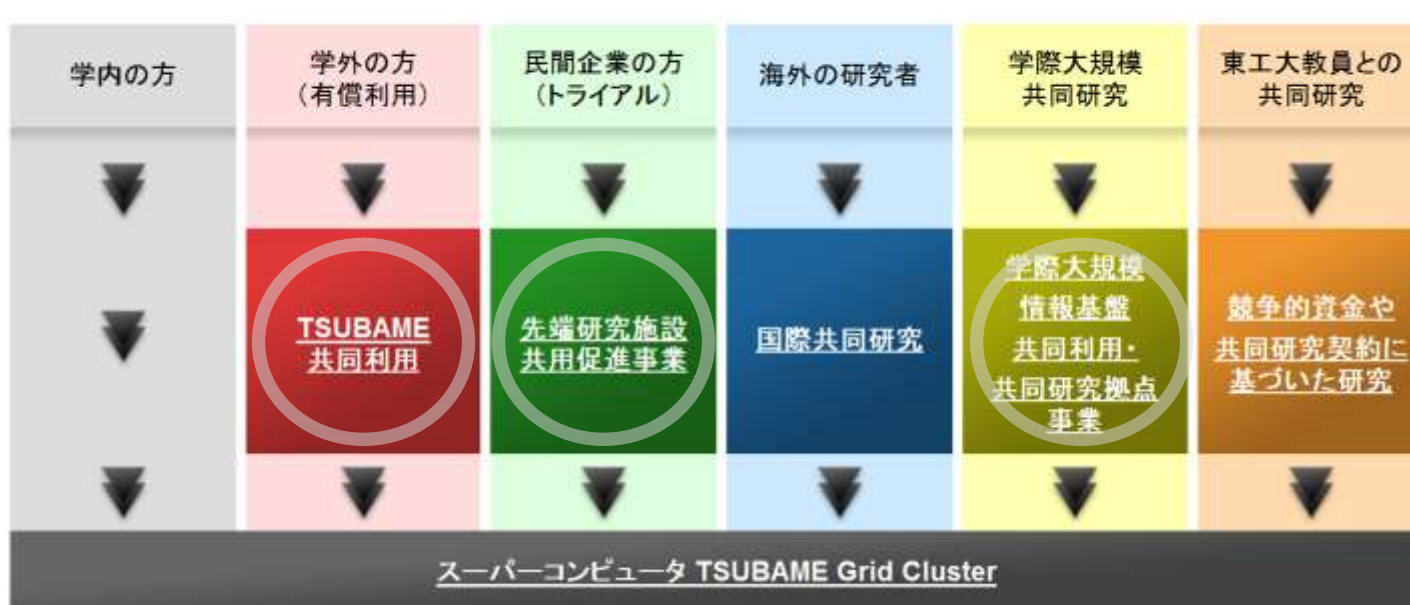 学内の方
学外の方
（有償利用）
民間企業の方
（トライアル）
海外の研究者
学際大規模
共同研究
東工大教員との
共同研究
TSUBAME
共同利用
先端研究施設
共用促進事業
国際共同研究
学際大規模
情報基盤
共同利用・
共同研究拠点
事業
競争的資金や
共同研究契約に
基づいた研究
スーパーコンピュータ TSUBAME Grid Cluster